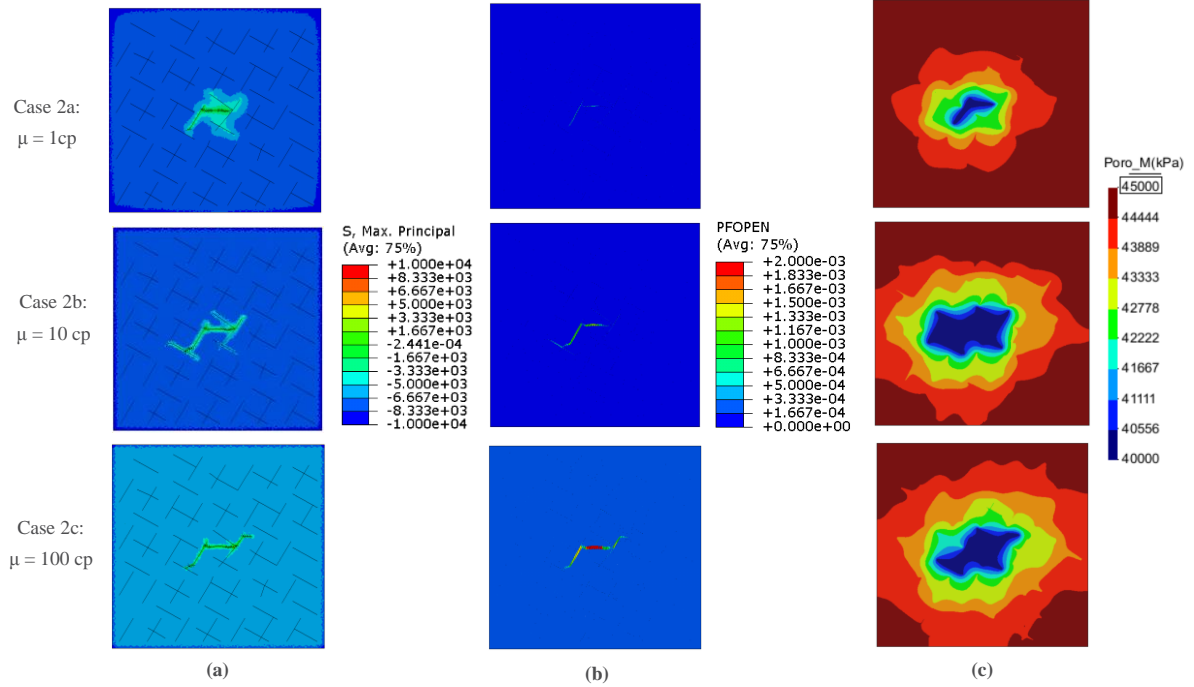 Case 2a:
μ = 1cp
Case 2b:
μ = 10 cp
Case 2c:
μ = 100 cp
S, Max. Principal
(Avg: 75%)
+1.000e+04
+8.333e+03
+6.667e+03
+5.000e+03
+3.333e+03
+1.667e+03
-2.441e-04
-1.667e+03
-3.333e+03
-5.000e+03
-6.667e+03
-8.333e+03
-1.000e+04
PFOPEN
(Avg: 75%)
+2.000e-03
+1.833e-03
+1.667e-03
+1.500e-03
+1.333e-03
+1.167e-03
+1.000e-03
+8.333e-04
+6.667e-04
+5.000e-04
+3.333e-04
+1.667e-04
+0.000e+00
Poro_M(kPa)
45000
44444
43889
43333
42778
42222
41667
41111
40556
40000
(a)
(b)
(c)